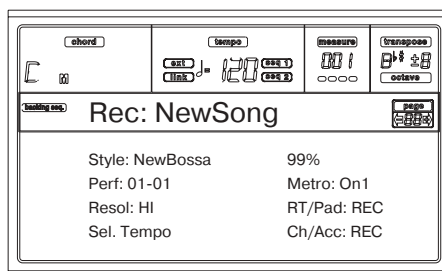 chord
tempo
measure
transpose
C M
ext
link
♩= 120
seq 1
seq 2
001
octave
backing seq.
Rec: NewSong
page
Style: NewBossa 99%
Perf: 01-01 Metro: On1
Resol: HI RT/Pad: REC
Sel. Tempo Ch/Acc: REC